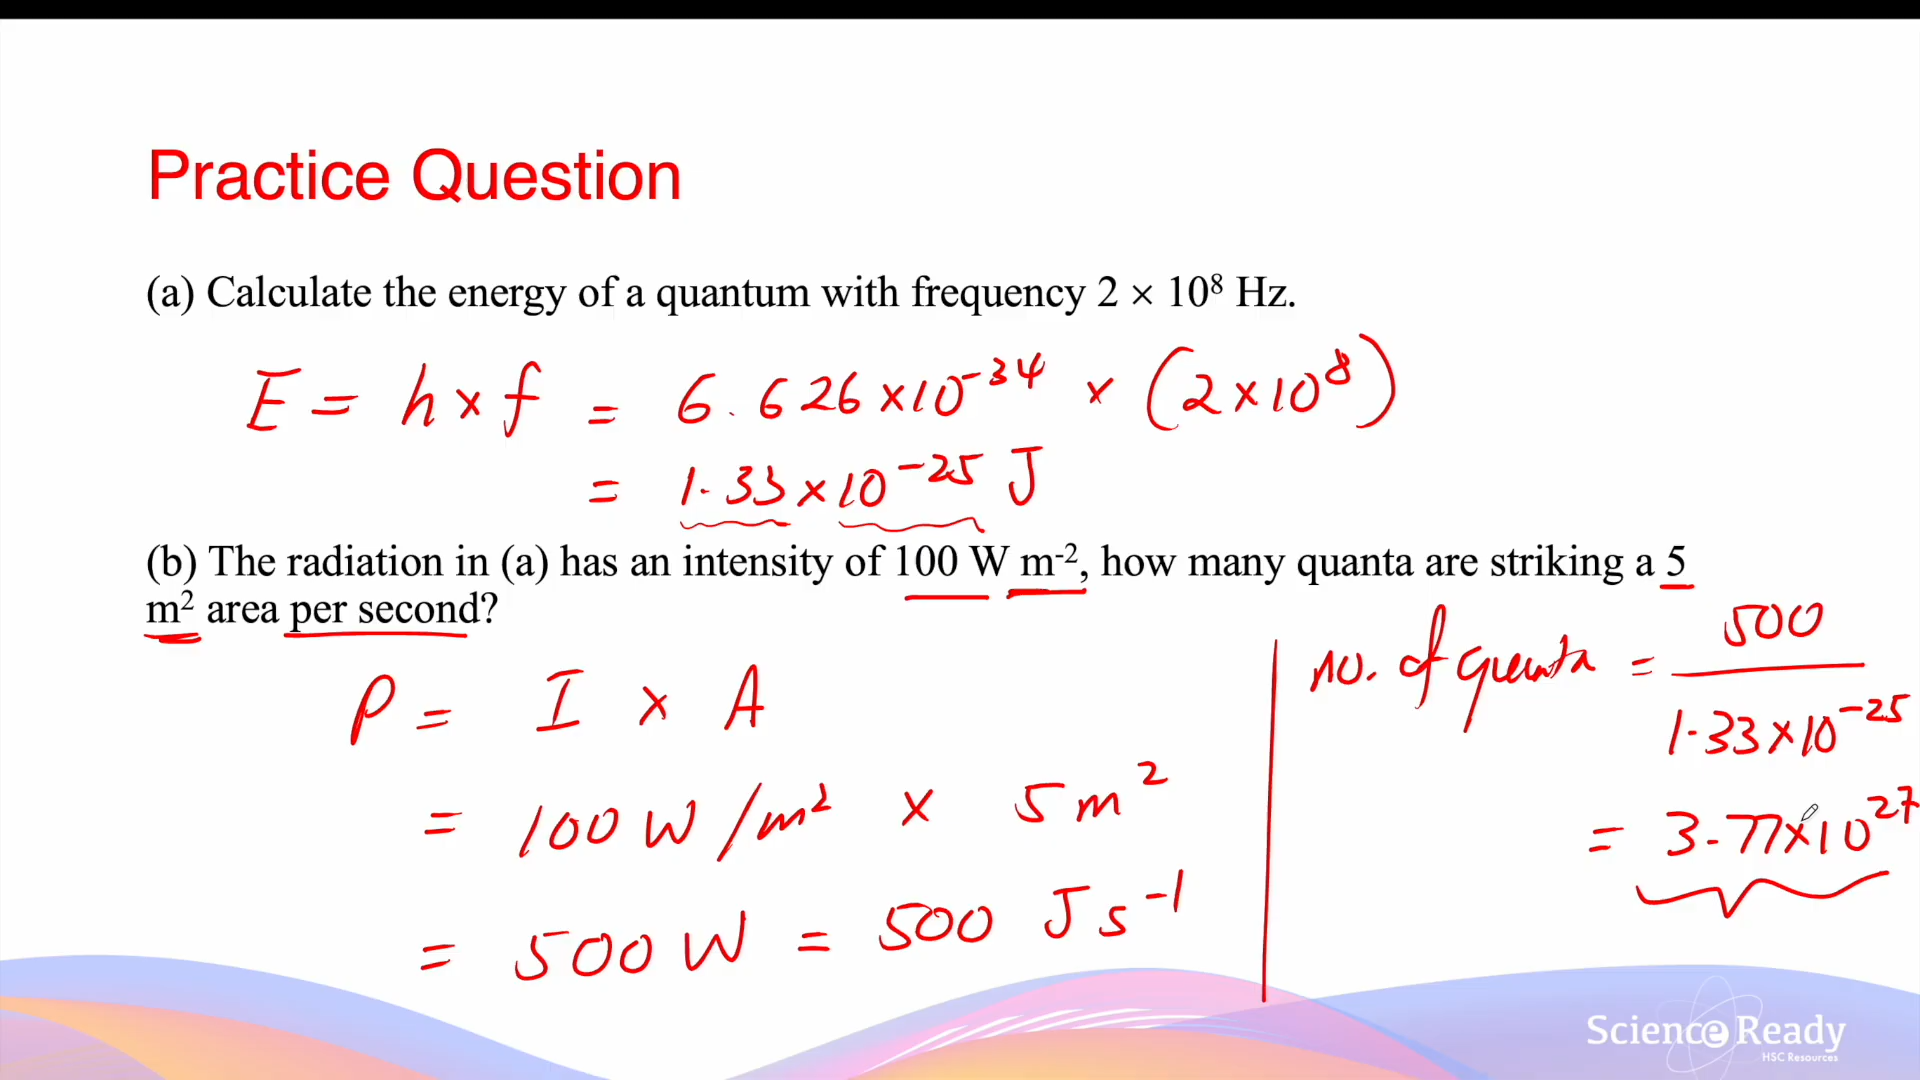 Practice Question
(a) Calculate the energy of a quantum with frequency 2 × 10⁸ Hz.
E = h × f = 6.626 × 10⁻³⁴ × (2 × 10⁸)
= 1.33 × 10⁻²⁵ J
(b) The radiation in (a) has an intensity of 100 W m⁻², how many quanta are striking a 5
m² area per second?
P = I × A
= 100 W/m² × 5 m²
= 500 W = 500 J s⁻¹
no. of quanta = 500 / 1.33 × 10⁻²⁵
= 3.77 × 10²⁷
Science Ready
HSC Resources